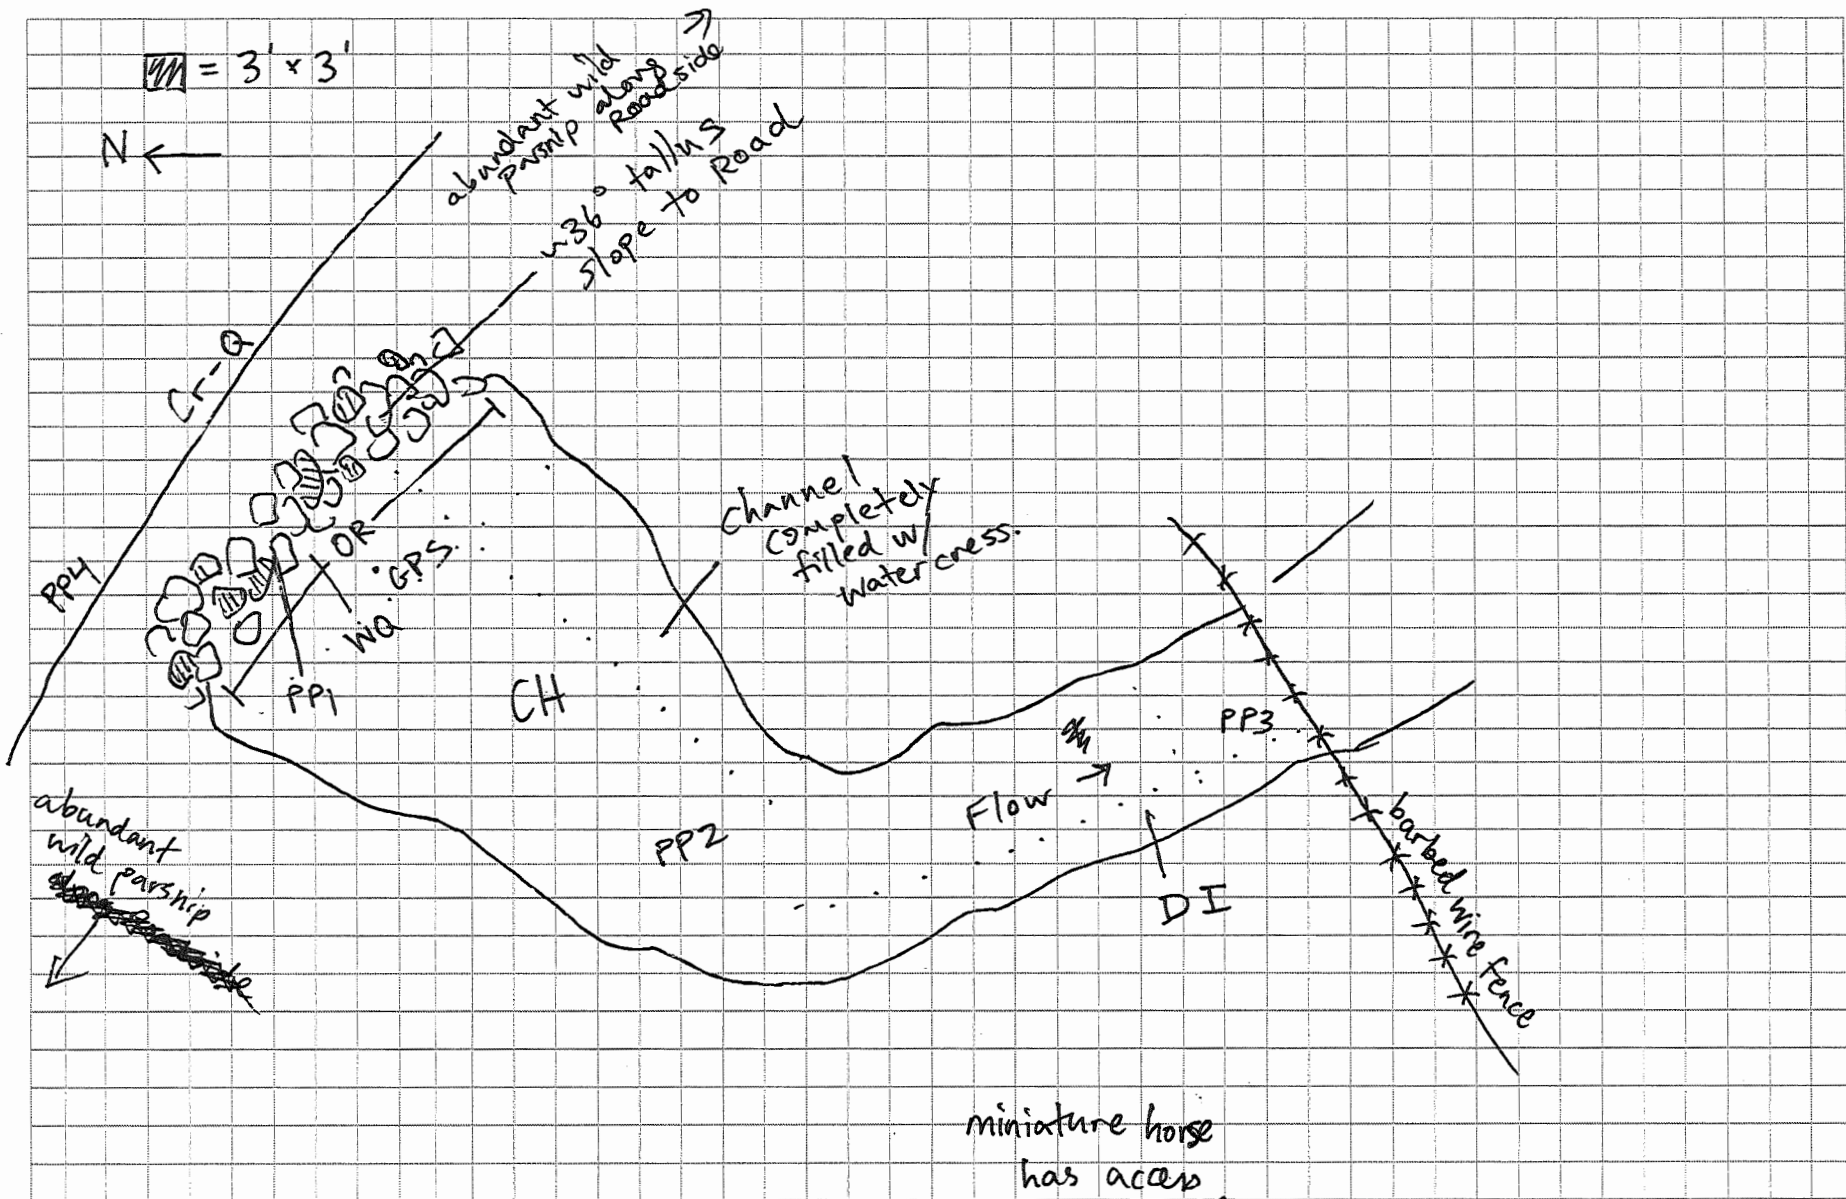 = 3' × 3'
N
abundant wild
parsnip along
Roadside
~36° tallus
slope to Road
Cr-Q
PP4
OR
GPS
WQ
PP1
CH
channel
completely
filled w/
watercress.
PP2
PP3
Flow
DI
barbed wire fence
abundant
wild parsnip
miniature horse
has access